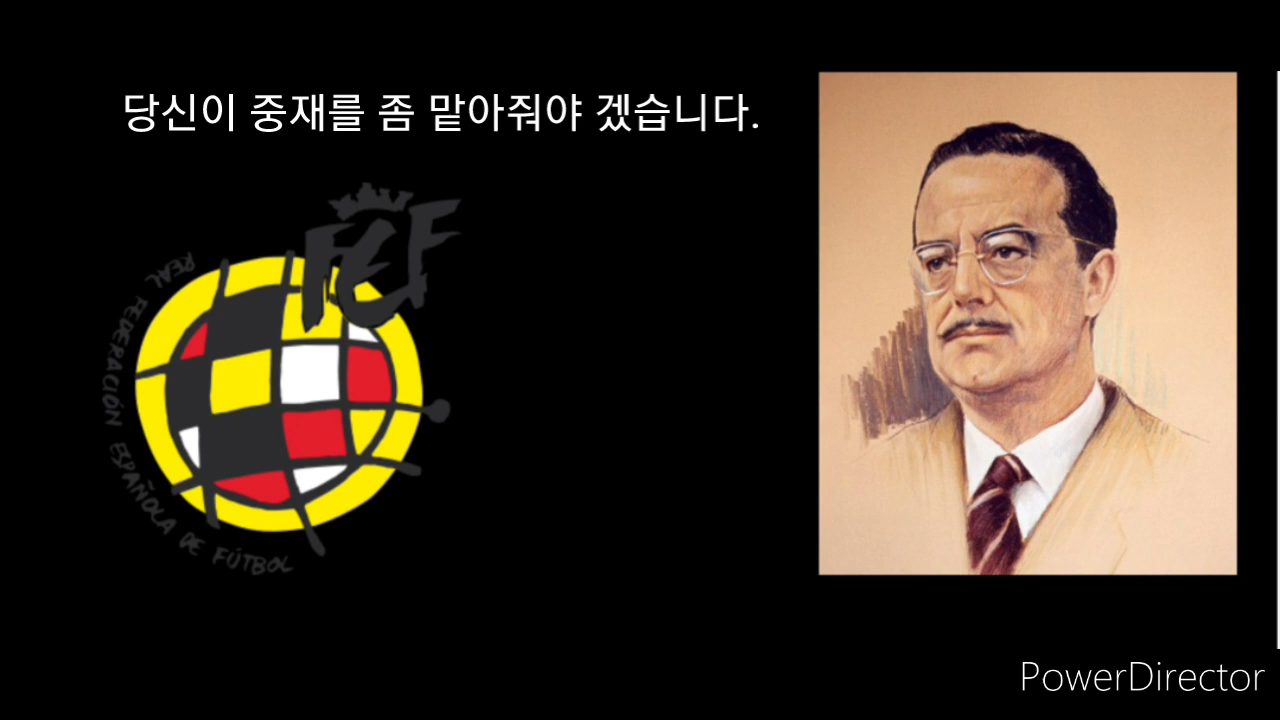 당신이 중재를 좀 맡아줘야 겠습니다.
FCF
REAL FEDERACIÓN ESPAÑOLA DE FÚTBOL
PowerDirector